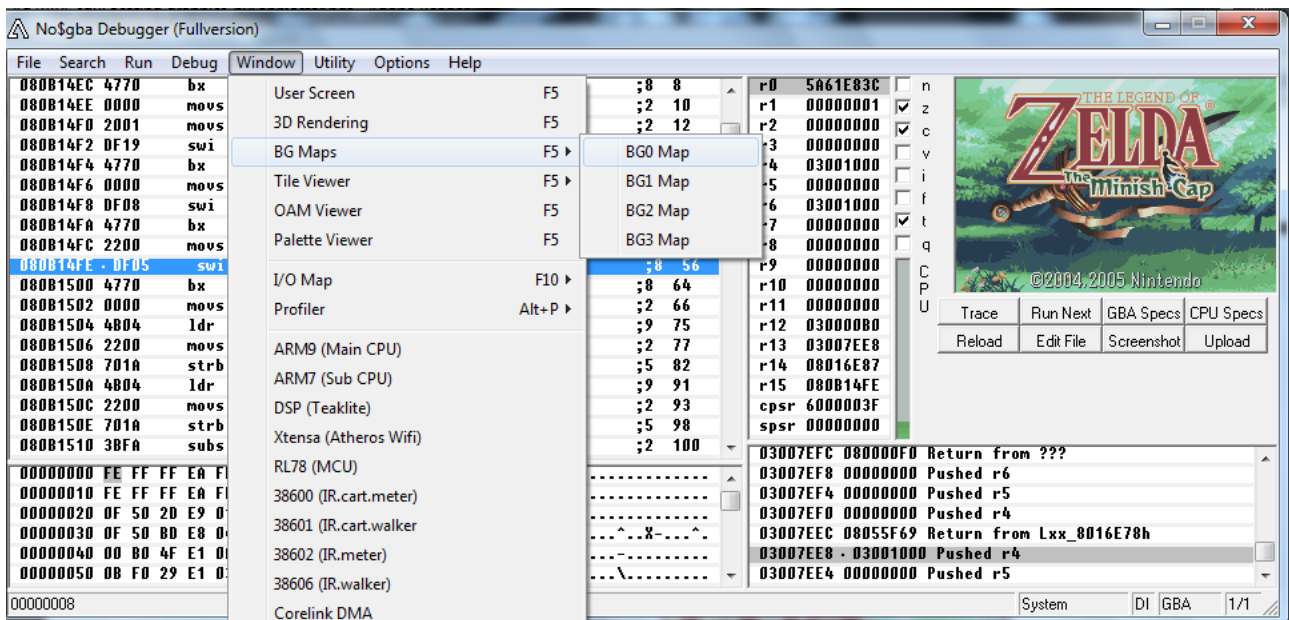 No$gba Debugger (Fullversion)
File Search Run Debug Window Utility Options Help
080B14EC 4770 bx
080B14EE 0000 movs
080B14F0 2001 movs
080B14F2 DF19 swi
080B14F4 4770 bx
080B14F6 0000 movs
080B14F8 DF08 swi
080B14FA 4770 bx
080B14FC 2200 movs
080B14FE · DF05 swi
080B1500 4770 bx
080B1502 0000 movs
080B1504 4B04 ldr
080B1506 2200 movs
080B1508 701A strb
080B150A 4B04 ldr
080B150C 2200 movs
080B150E 701A strb
080B1510 3BFA subs
User Screen F5
3D Rendering F5
BG Maps F5
Tile Viewer F5
OAM Viewer F5
Palette Viewer F5
I/O Map F10
Profiler Alt+P
ARM9 (Main CPU)
ARM7 (Sub CPU)
DSP (Teaklite)
Xtensa (Atheros Wifi)
RL78 (MCU)
38600 (IR.cart.meter)
38601 (IR.cart.walker
38602 (IR.meter)
38606 (IR.walker)
Corelink DMA
BG0 Map
BG1 Map
BG2 Map
BG3 Map
;8 8
;2 10
;2 12
;8 56
;8 64
;2 66
;9 75
;2 77
;5 82
;9 91
;2 93
;5 98
;2 100
r0 5A61E83C
r1 00000001
r2 00000000
3 00000000
4 03001000
5 00000000
6 03001000
7 00000000
8 00000000
r9 00000000
r10 00000000
r11 00000000
r12 030000B0
r13 03007EE8
r14 08016E87
r15 080B14FE
cpsr 6000003F
spsr 00000000
n
z
c
v
i
f
t
q
CPU
THE LEGEND OF
ZELDA
The Minish Cap
©2004,2005 Nintendo
Trace Run Next GBA Specs CPU Specs
Reload Edit File Screenshot Upload
00000000 FE FF FF EA
00000010 FE FF FF EA
00000020 0F 50 2D E9
00000030 0F 50 BD E8
00000040 00 B0 4F E1
00000050 0B F0 29 E1
03007EFC 080000F0 Return from ???
03007EF8 00000000 Pushed r6
03007EF4 00000000 Pushed r5
03007EF0 00000000 Pushed r4
03007EEC 08055F69 Return from Lxx_8016E78h
03007EE8 · 03001000 Pushed r4
03007EE4 00000000 Pushed r5
00000008
System DI GBA 1/1